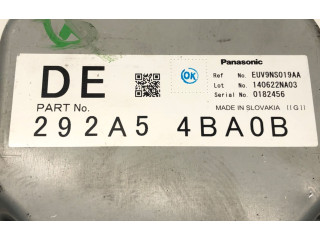 DE
PART No.
292A5 4BA0B
OK
Panasonic
Ref No. EUV9NS019AA
Lot No. 140622NA03
Serial No. 0182456
MADE IN SLOVAKIA IIGI